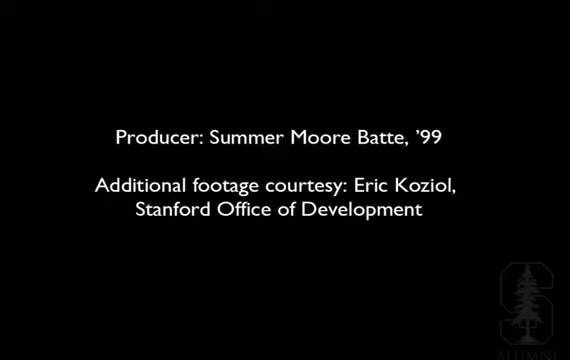 Producer: Summer Moore Batte, ’99
Additional footage courtesy: Eric Koziol,
Stanford Office of Development
ALUMNI